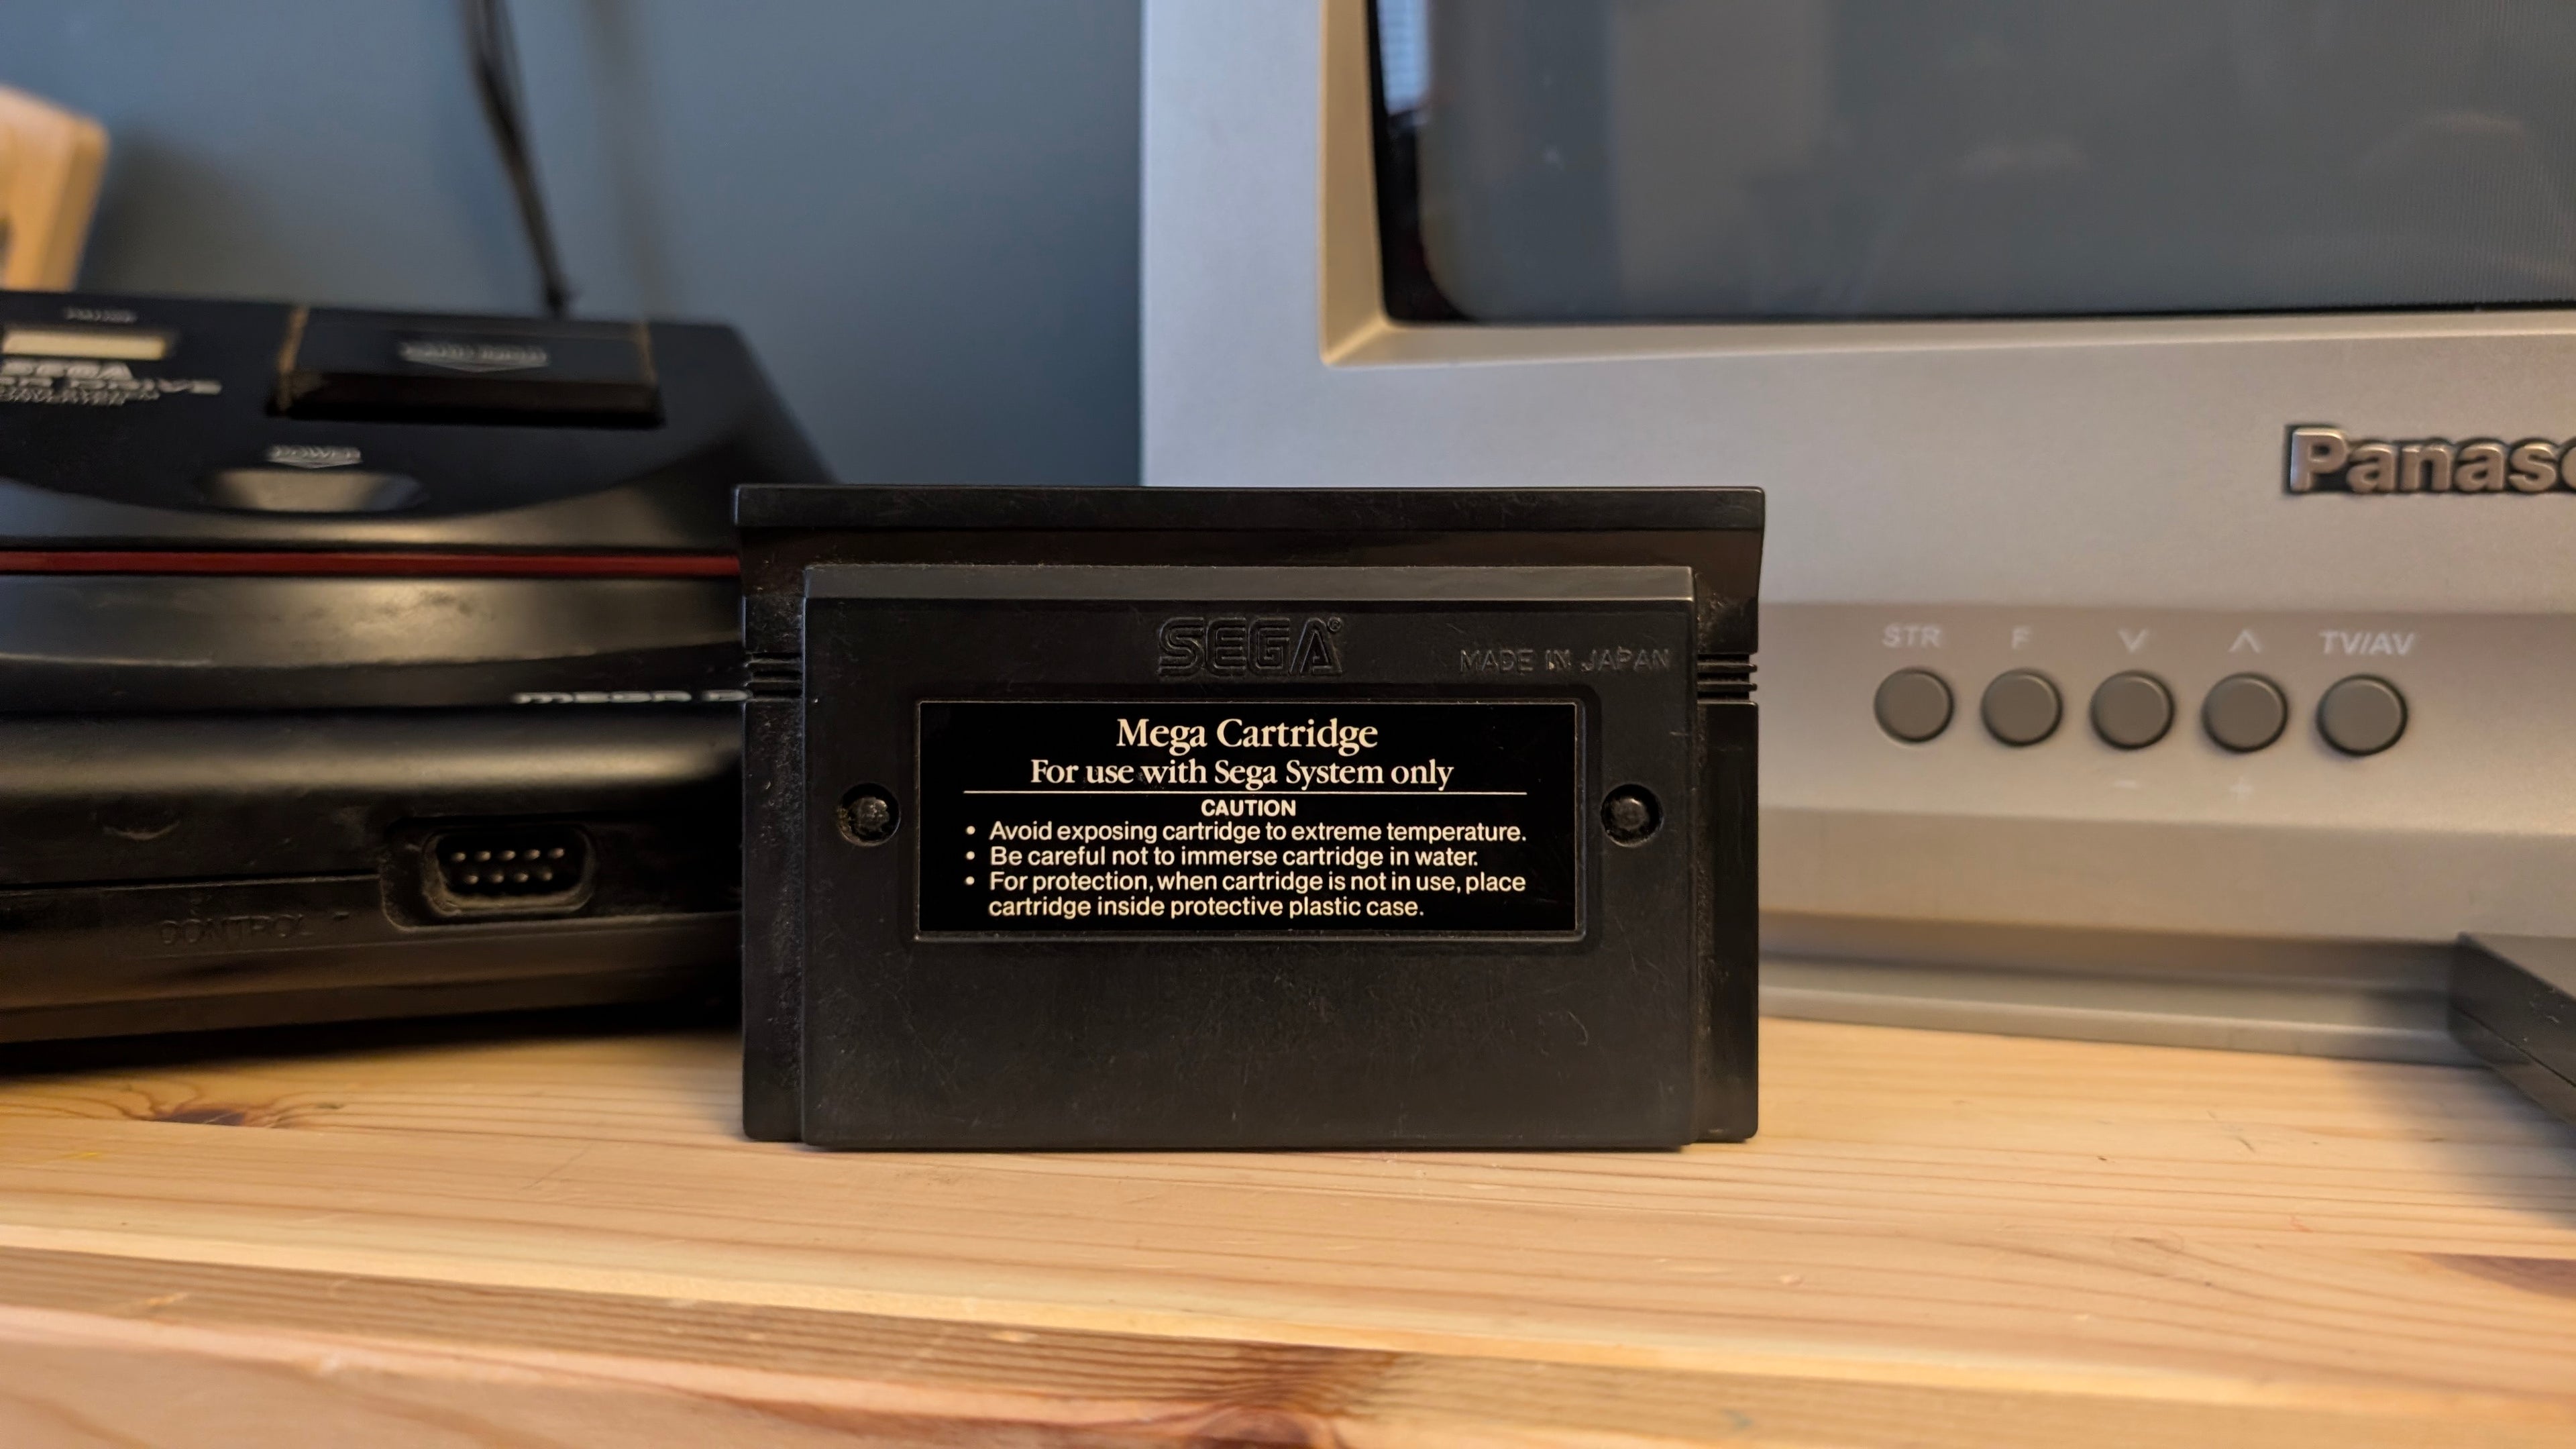 SEGA
POWER
CONTROL
SEGA®
MADE IN JAPAN
Mega Cartridge
For use with Sega System only
CAUTION
• Avoid exposing cartridge to extreme temperature.
• Be careful not to immerse cartridge in water.
• For protection, when cartridge is not in use, place
cartridge inside protective plastic case.
Panaso
STR F ∨ ∧ TV/AV
− +